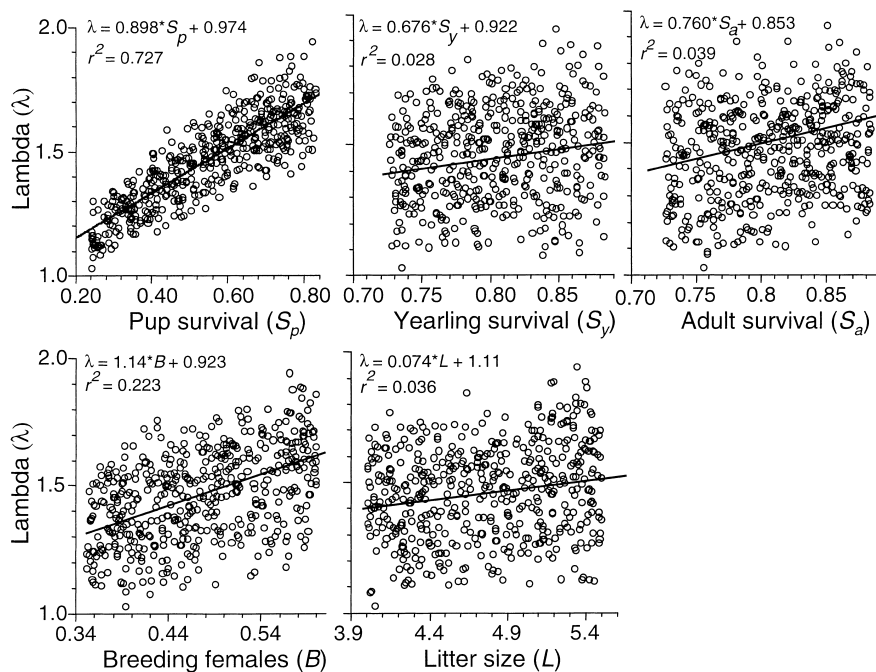 λ = 0.898*Sp + 0.974
r2 = 0.727
2.0
1.5
1.0
Lambda (λ)
0.20 0.40 0.60 0.80
Pup survival (Sp)
λ = 0.676*Sy + 0.922
r2 = 0.028
0.70 0.75 0.80 0.85
Yearling survival (Sy)
λ = 0.760*Sa+ 0.853
r2 = 0.039
0.70 0.75 0.8 0.85
Adult survival (Sa)
λ = 1.14*B + 0.923
r2 = 0.223
2.0
1.5
1.0
Lambda (λ)
0.34 0.44 0.54
Breeding females (B)
λ = 0.074*L + 1.11
r2 = 0.036
3.9 4.4 4.9 5.4
Litter size (L)